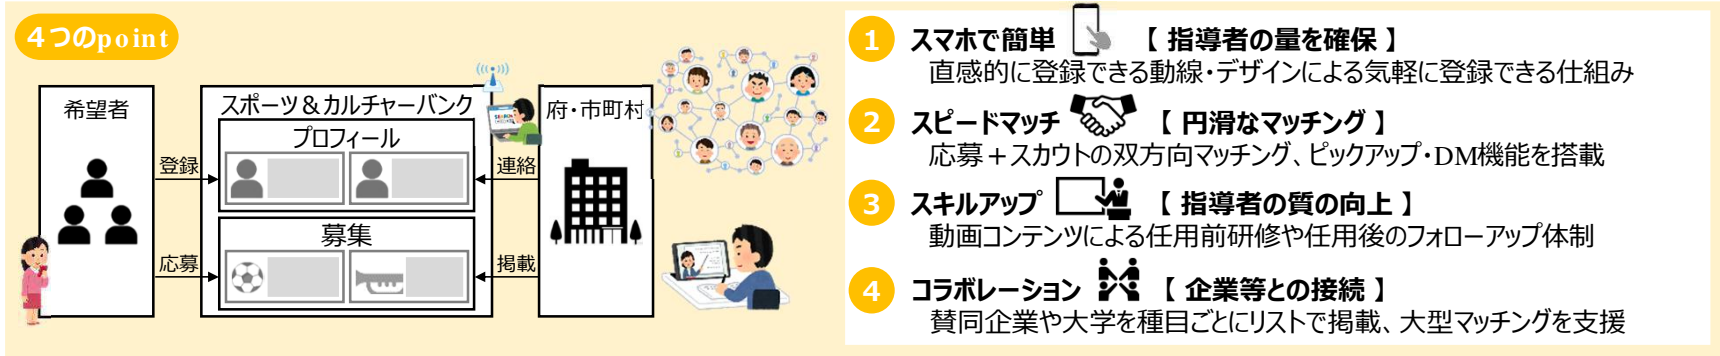 4つのpoint
希望者
登録
応募
スポーツ＆カルチャーバンク
プロフィール
募集
連絡
掲載
府・市町村
SEARCH
1 スマホで簡単 【 指導者の量を確保 】
直感的に登録できる動線・デザインによる気軽に登録できる仕組み
2 スピードマッチ 【 円滑なマッチング 】
応募＋スカウトの双方向マッチング、ピックアップ・DM機能を搭載
3 スキルアップ 【 指導者の質の向上 】
動画コンテンツによる任用前研修や任用後のフォローアップ体制
4 コラボレーション 【 企業等との接続 】
賛同企業や大学を種目ごとにリストで掲載、大型マッチングを支援